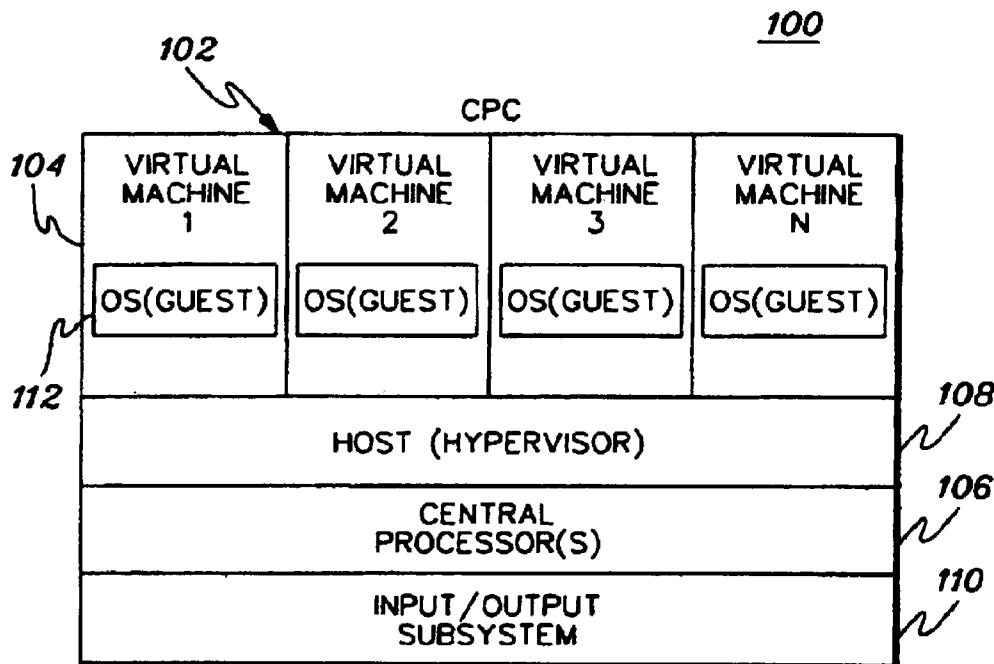 100
102
CPC
104
VIRTUAL
MACHINE
1
VIRTUAL
MACHINE
2
VIRTUAL
MACHINE
3
VIRTUAL
MACHINE
N
OS(GUEST)
OS(GUEST)
OS(GUEST)
OS(GUEST)
112
108
HOST (HYPERVISOR)
106
CENTRAL
PROCESSOR(S)
110
INPUT/OUTPUT
SUBSYSTEM